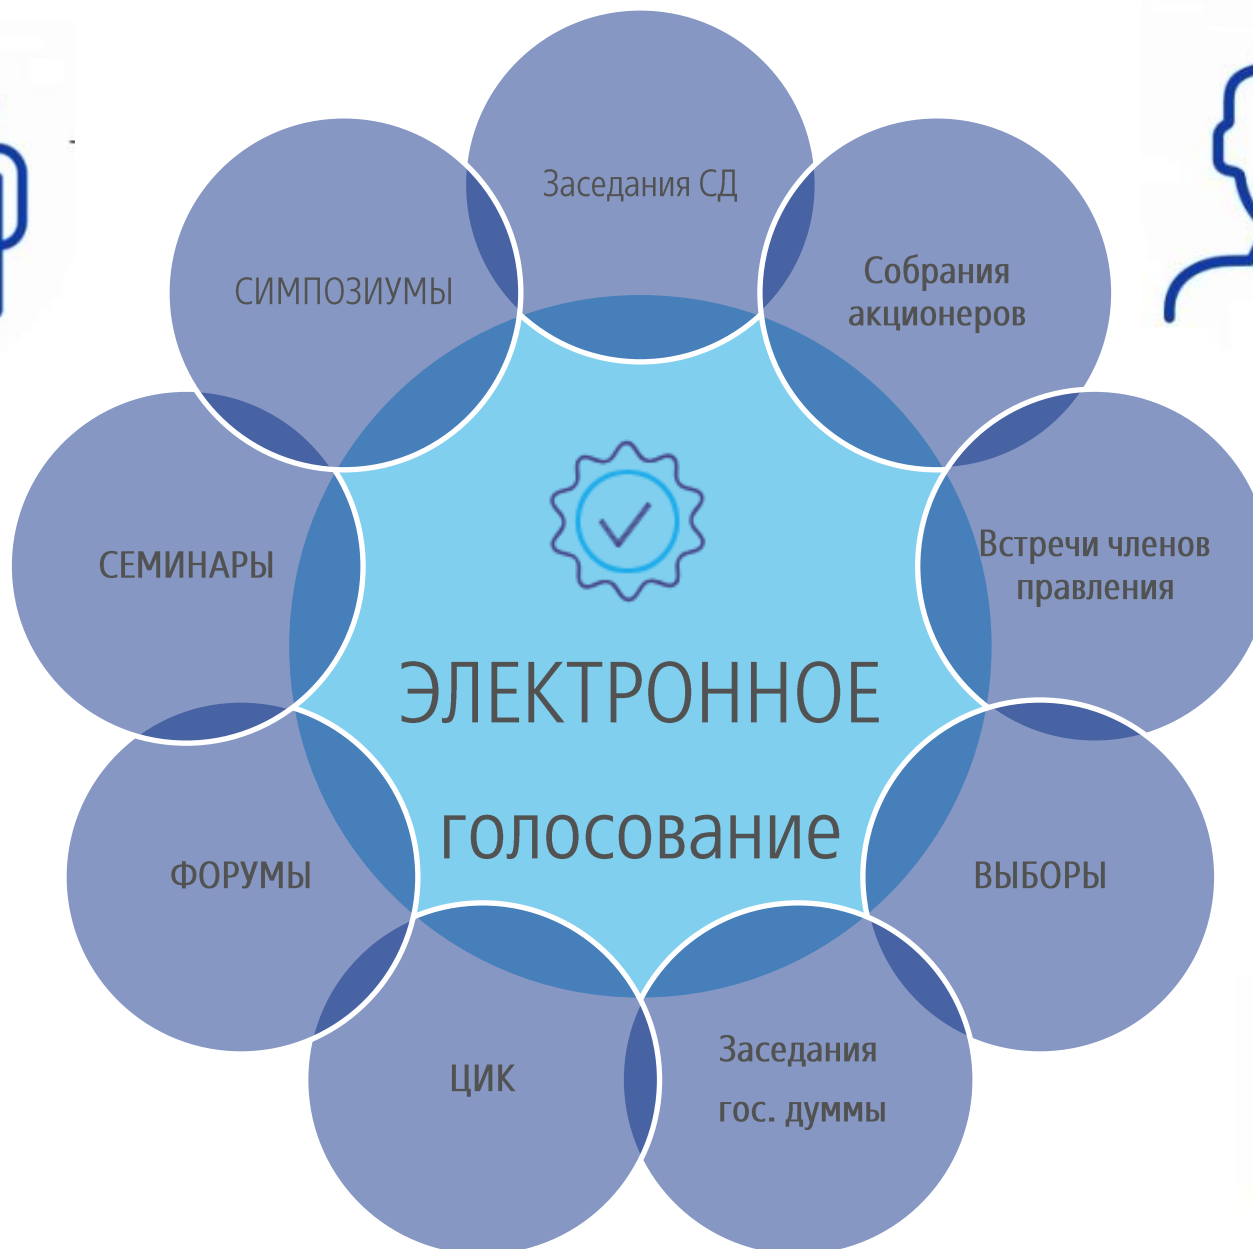 Заседания СД
СИМПОЗИУМЫ
Собрания
акционеров
СЕМИНАРЫ
Встречи членов
правления
ЭЛЕКТРОННОЕ
голосование
ФОРУМЫ
ВЫБОРЫ
ЦИК
Заседания
гос. думмы